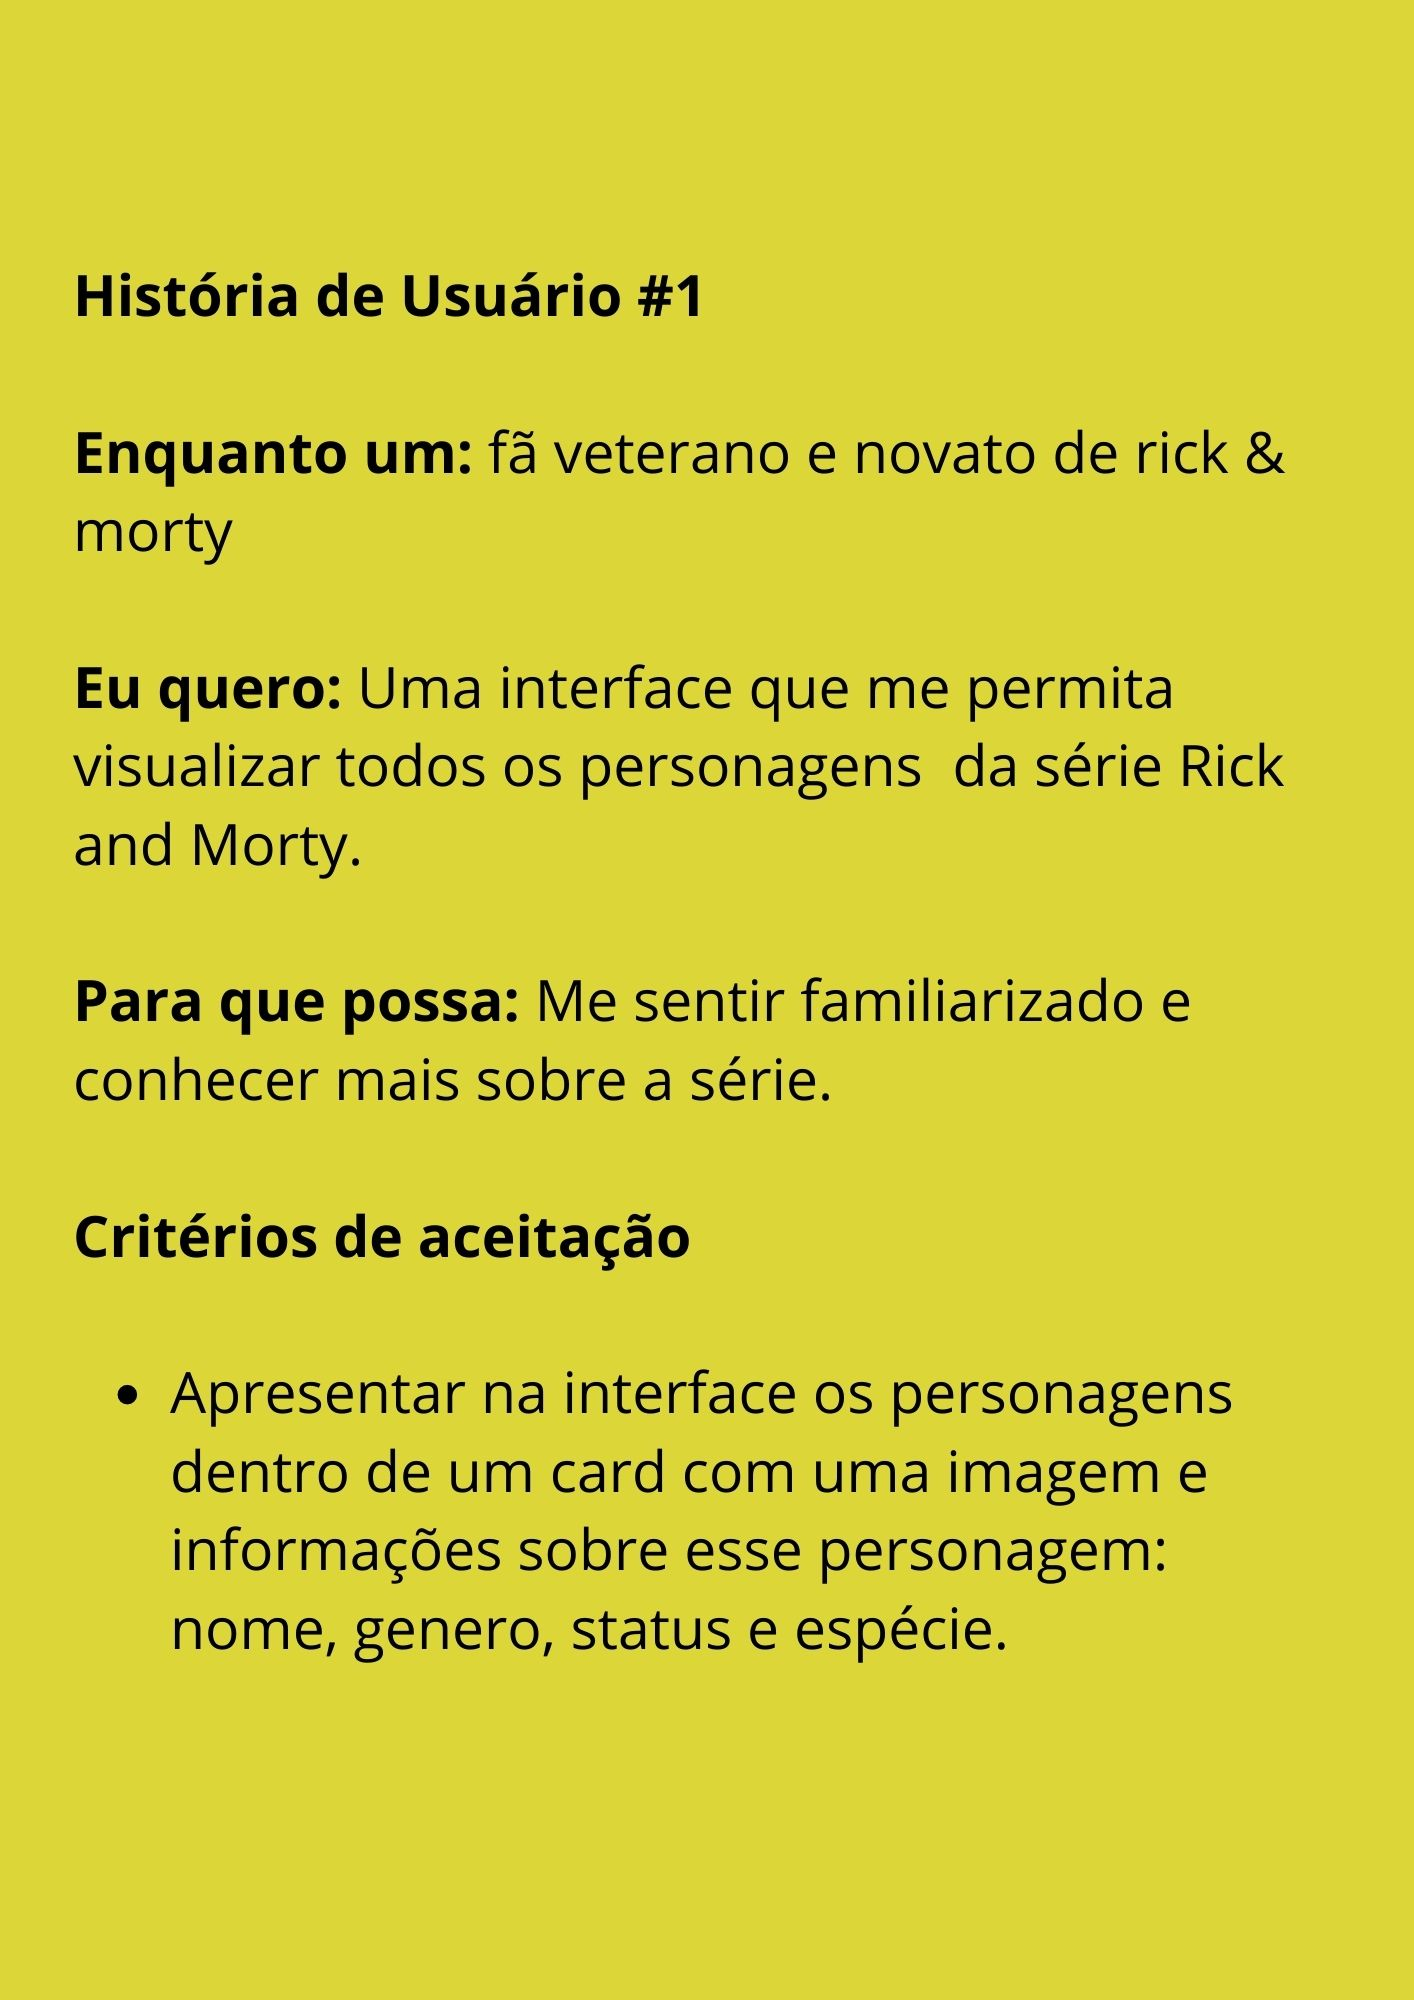 História de Usuário #1
Enquanto um: fã veterano e novato de rick &
morty
Eu quero: Uma interface que me permita
visualizar todos os personagens  da série Rick
and Morty.
Para que possa: Me sentir familiarizado e
conhecer mais sobre a série.
Critérios de aceitação
• Apresentar na interface os personagens
dentro de um card com uma imagem e
informações sobre esse personagem:
nome, genero, status e espécie.